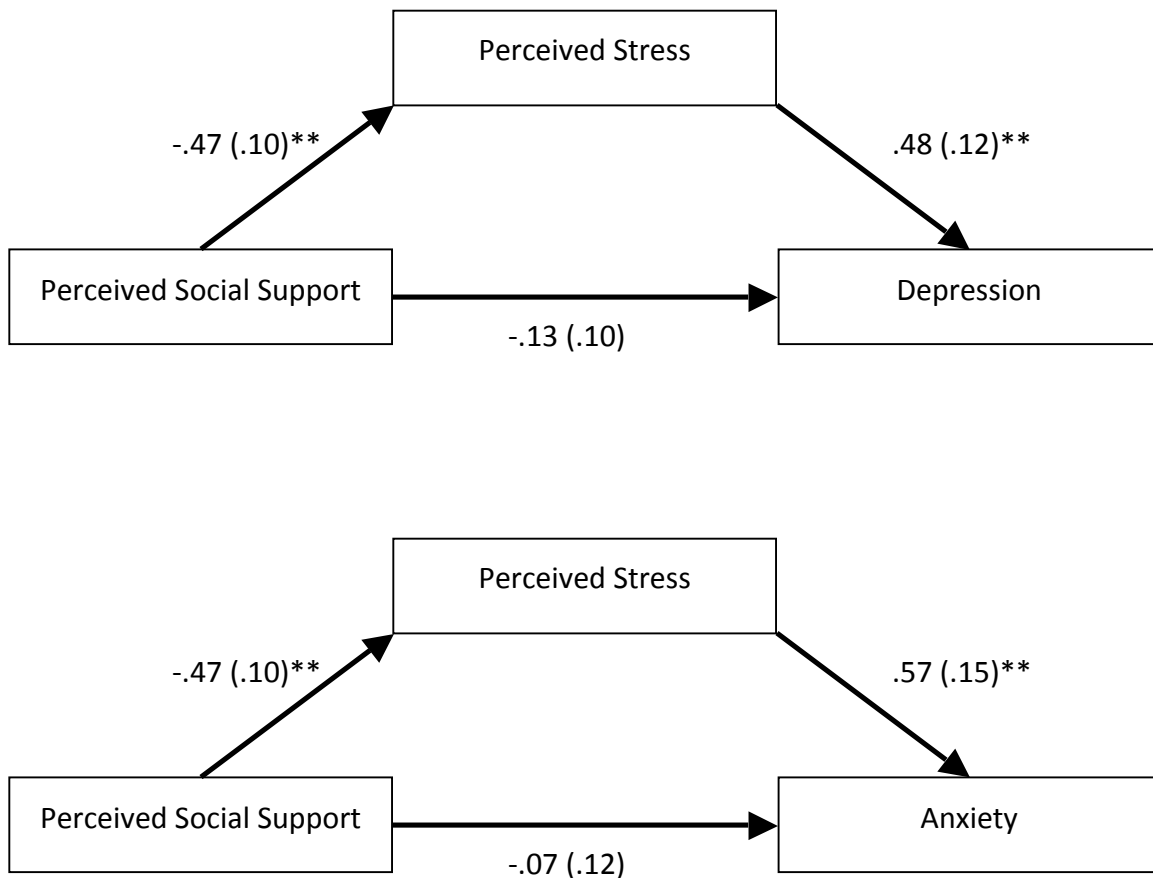 Perceived Stress
-.47 (.10)**
.48 (.12)**
Perceived Social Support
Depression
-.13 (.10)
Perceived Stress
-.47 (.10)**
.57 (.15)**
Perceived Social Support
Anxiety
-.07 (.12)